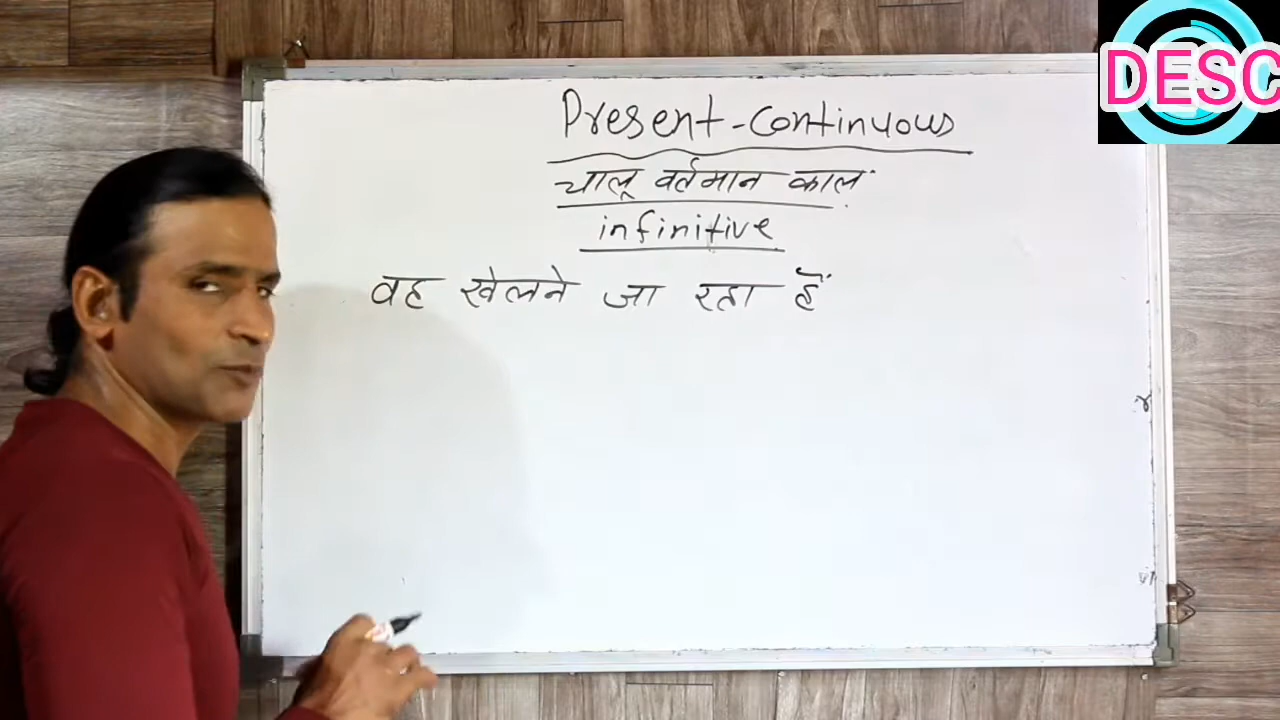 DESC
Present-continuous
चालू वर्तमान काल
infinitive
वह खेलने जा रहा हैं